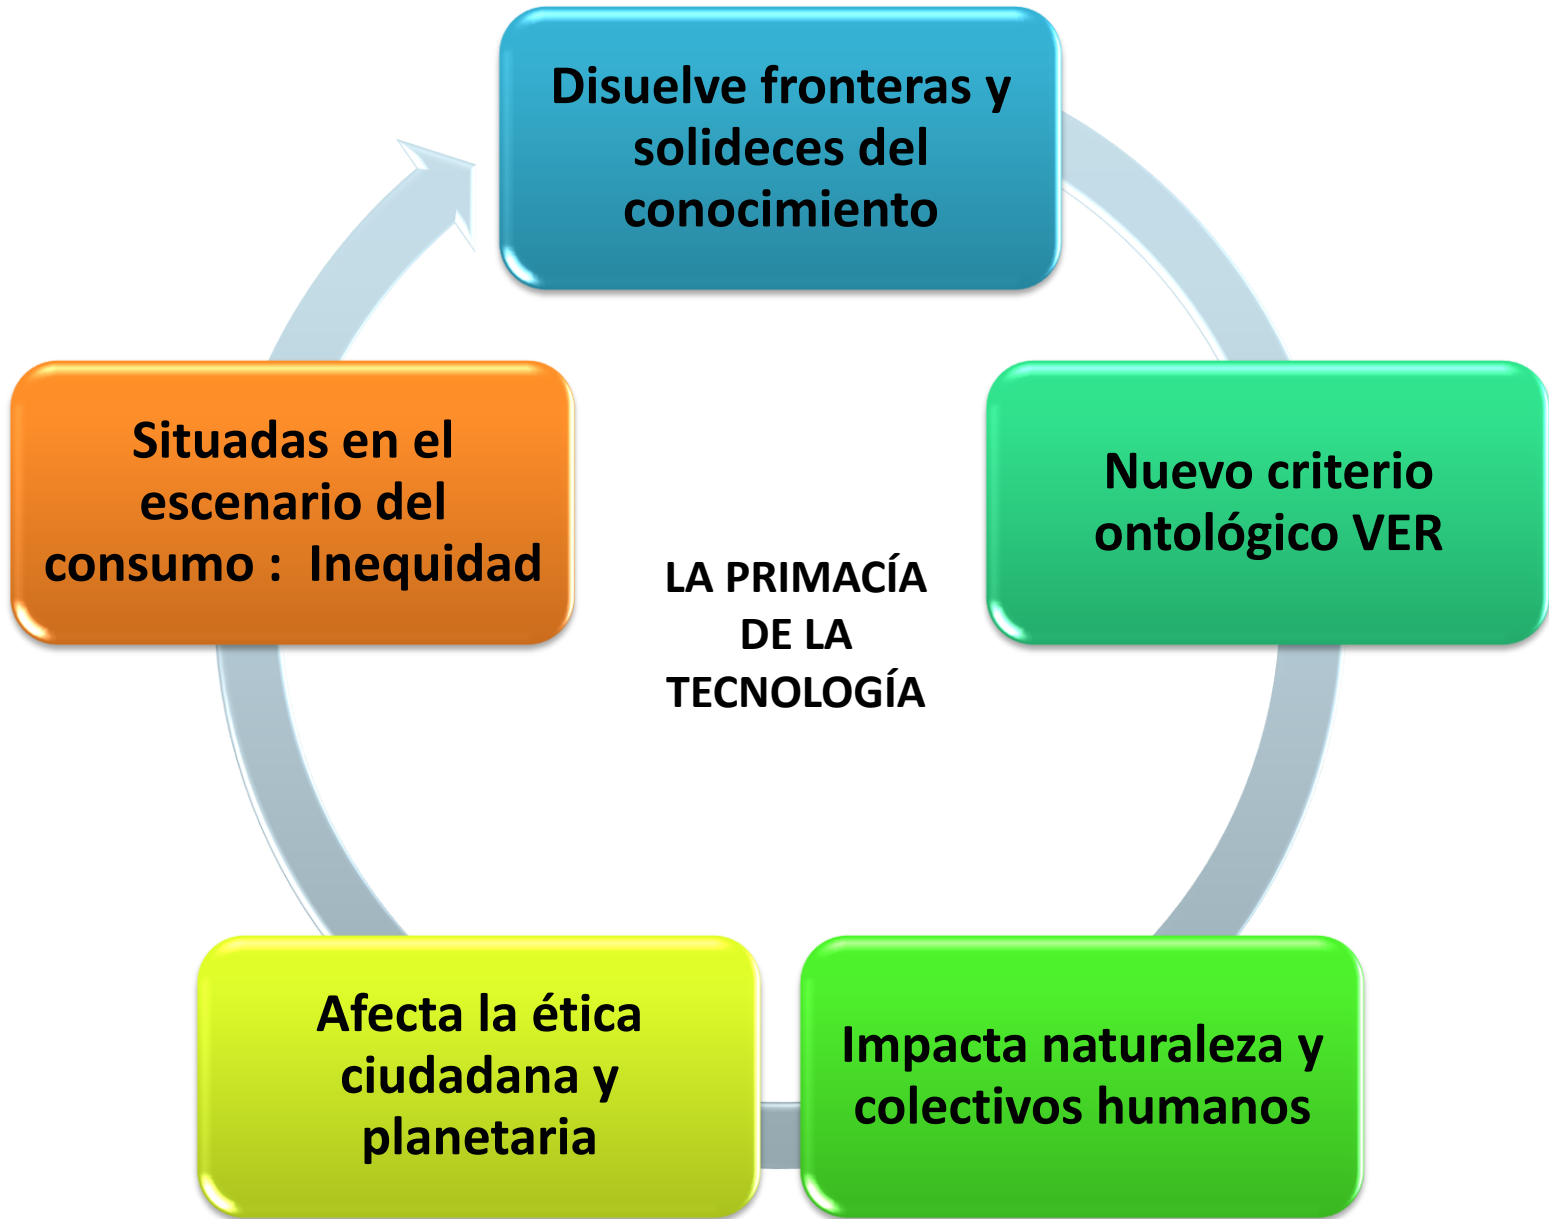 Disuelve fronteras y
solideces del
conocimiento
Nuevo criterio
ontológico VER
Impacta naturaleza y
colectivos humanos
Afecta la ética
ciudadana y
planetaria
Situadas en el
escenario del
consumo :  Inequidad
LA PRIMACÍA
DE LA
TECNOLOGÍA